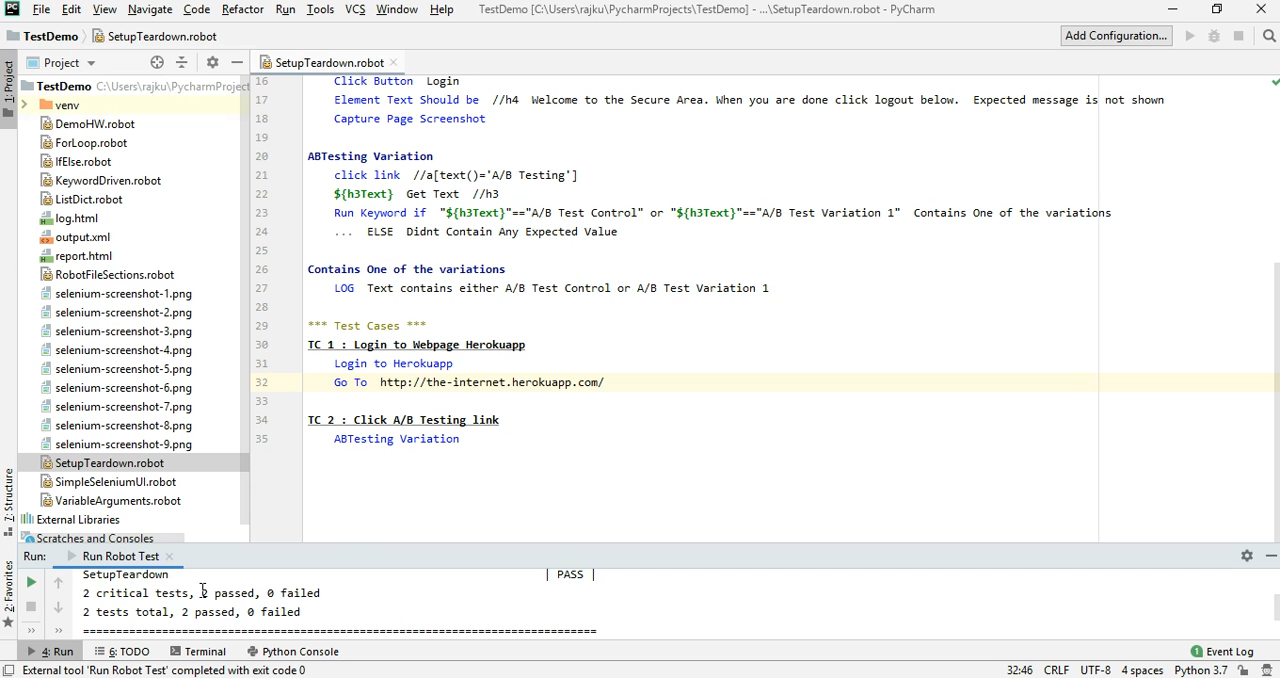 File Edit View Navigate Code Refactor Run Tools VCS Window Help TestDemo [C:\Users\rajku\PycharmProjects\TestDemo] - ...\SetupTeardown.robot - PyCharm
TestDemo SetupTeardown.robot Add Configuration...
Project SetupTeardown.robot
1: Project
TestDemo C:\Users\rajku\PycharmProject
venv
DemoHW.robot
ForLoop.robot
IfElse.robot
KeywordDriven.robot
ListDict.robot
log.html
output.xml
report.html
RobotFileSections.robot
selenium-screenshot-1.png
selenium-screenshot-2.png
selenium-screenshot-3.png
selenium-screenshot-4.png
selenium-screenshot-5.png
selenium-screenshot-6.png
selenium-screenshot-7.png
selenium-screenshot-8.png
selenium-screenshot-9.png
SetupTeardown.robot
SimpleSeleniumUI.robot
VariableArguments.robot
External Libraries
Scratches and Consoles
7: Structure
2: Favorites
16 Click Button Login
17 Element Text Should be //h4 Welcome to the Secure Area. When you are done click logout below. Expected message is not shown
18 Capture Page Screenshot
19
20 ABTesting Variation
21 click link //a[text()='A/B Testing']
22 ${h3Text} Get Text //h3
23 Run Keyword if "${h3Text}"=="A/B Test Control" or "${h3Text}"=="A/B Test Variation 1" Contains One of the variations
24 ... ELSE Didnt Contain Any Expected Value
25
26 Contains One of the variations
27 LOG Text contains either A/B Test Control or A/B Test Variation 1
28
29 *** Test Cases ***
30 TC 1 : Login to Webpage Herokuapp
31 Login to Herokuapp
32 Go To http://the-internet.herokuapp.com/
33
34 TC 2 : Click A/B Testing link
35 ABTesting Variation
Run: Run Robot Test
SetupTeardown | PASS |
2 critical tests, 2 passed, 0 failed
2 tests total, 2 passed, 0 failed
==============================================================================
4: Run 6: TODO Terminal Python Console 1 Event Log
External tool 'Run Robot Test' completed with exit code 0 32:46 CRLF UTF-8 4 spaces Python 3.7